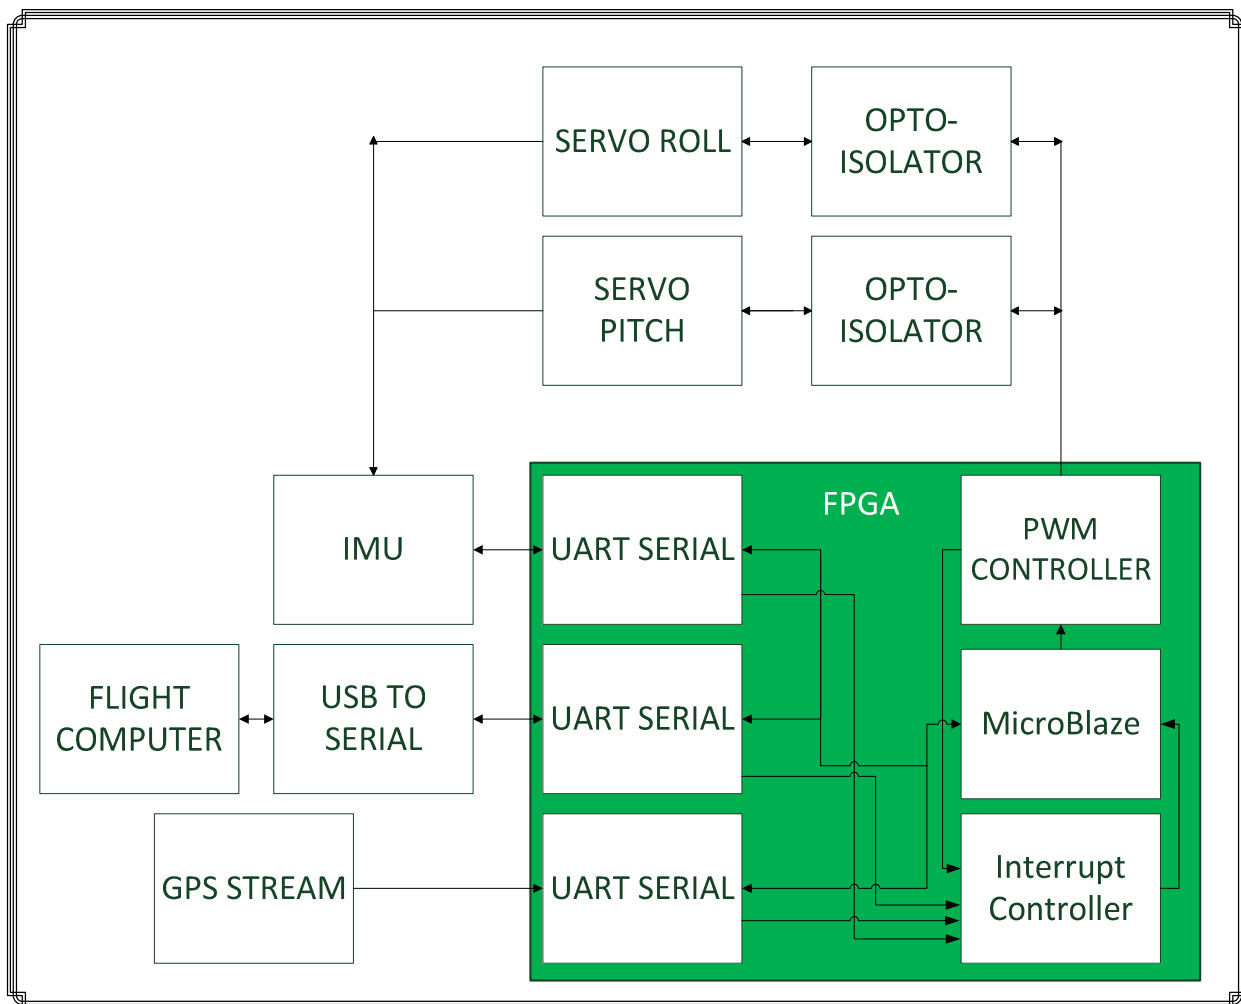 SERVO ROLL
OPTO-
ISOLATOR
SERVO
PITCH
OPTO-
ISOLATOR
IMU
UART SERIAL
FPGA
PWM
CONTROLLER
FLIGHT
COMPUTER
USB TO
SERIAL
UART SERIAL
MicroBlaze
GPS STREAM
UART SERIAL
Interrupt
Controller